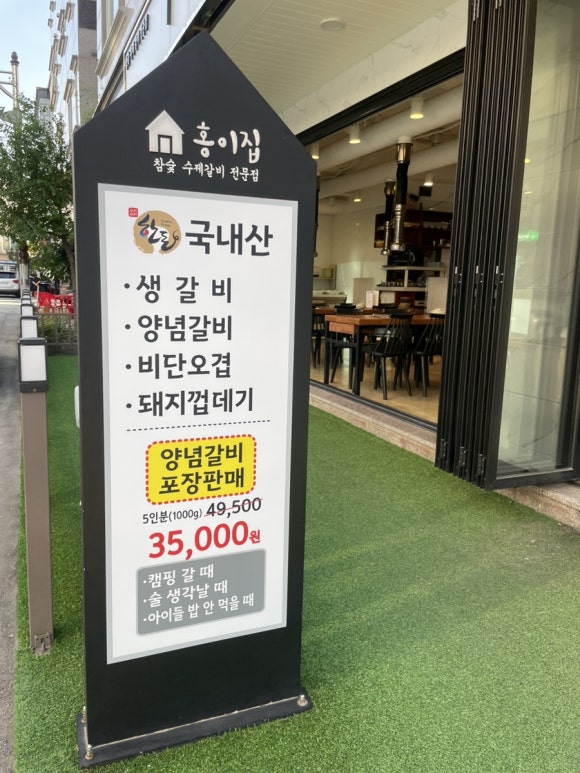 홍이집
참숯 수제갈비 전문점
한돈 국내산
·생 갈 비
·양념갈비
·비단오겹
·돼지껍데기
양념갈비
포장판매
5인분(1000g) 49,500
35,000원
·캠핑 갈 때
·술 생각날 때
·아이들 밥 안 먹을 때